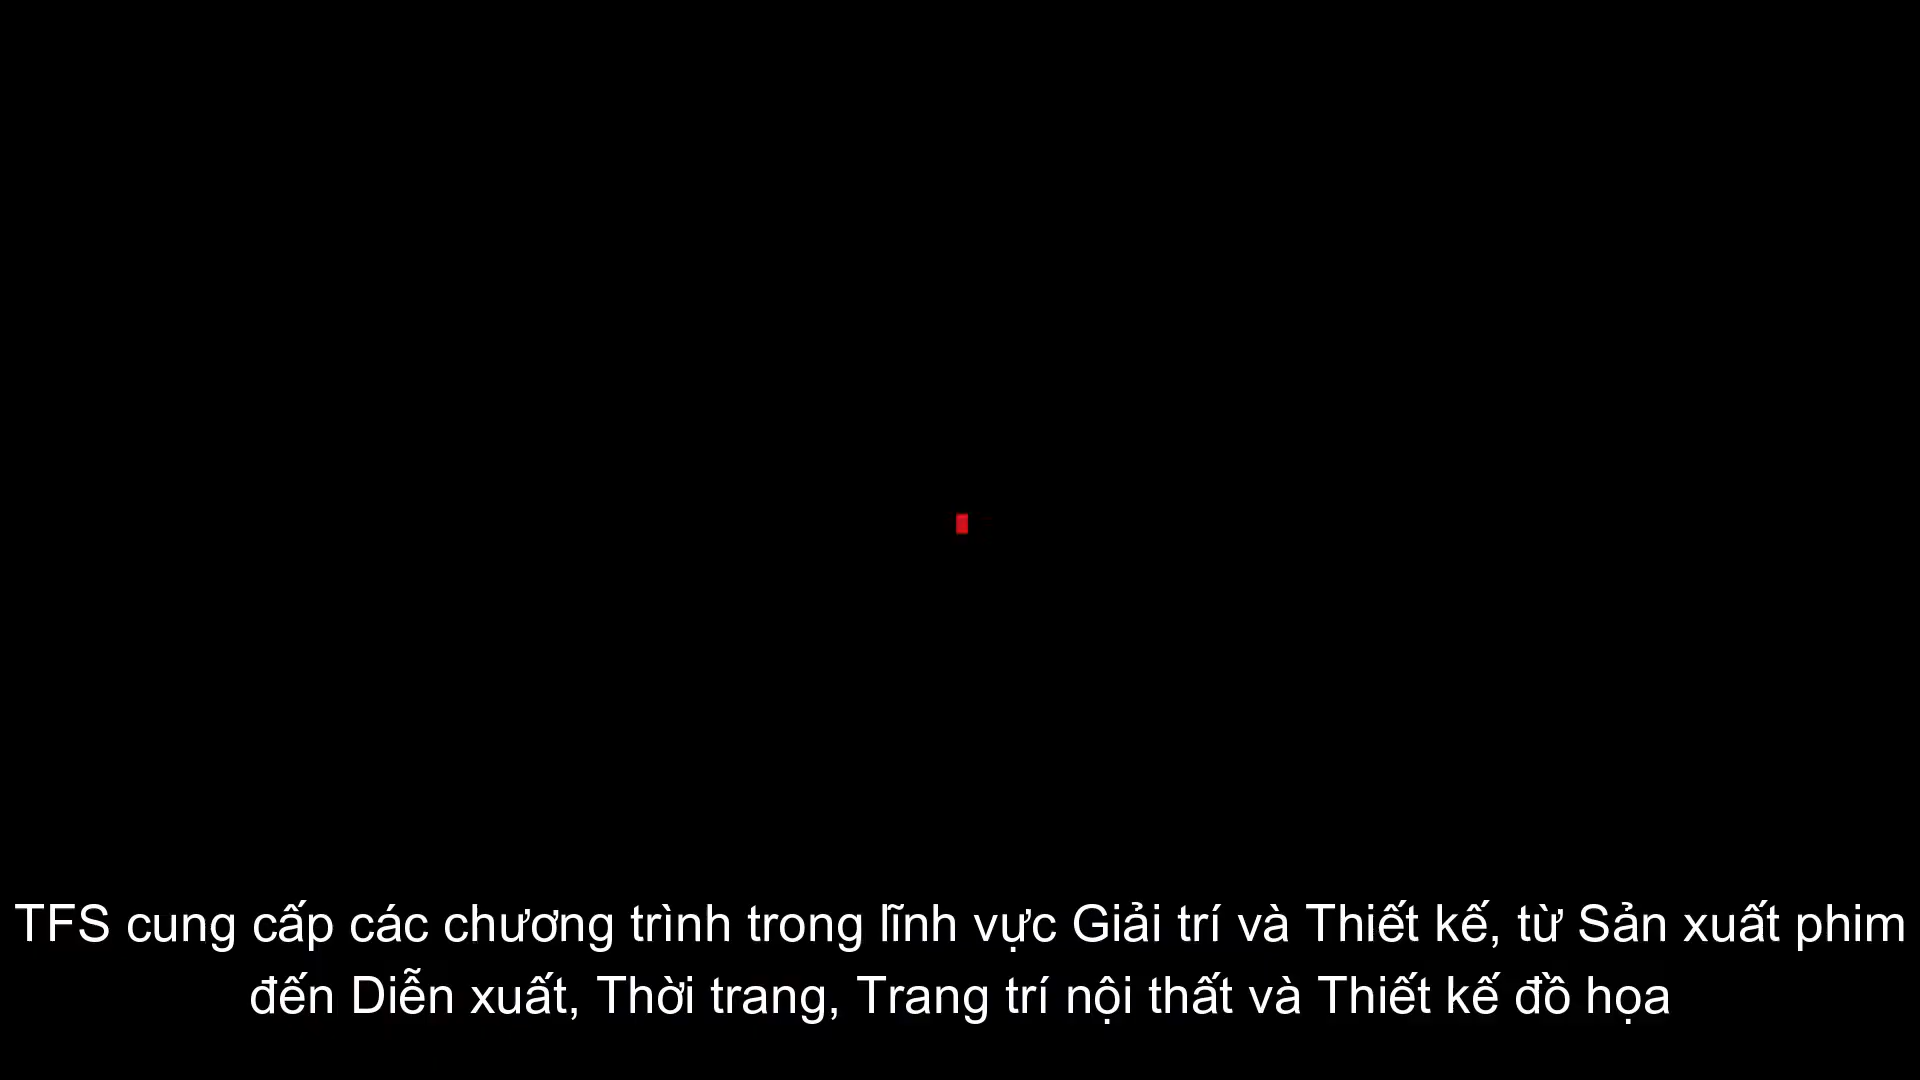 TFS cung cấp các chương trình trong lĩnh vực Giải trí và Thiết kế, từ Sản xuất phim
đến Diễn xuất, Thời trang, Trang trí nội thất và Thiết kế đồ họa